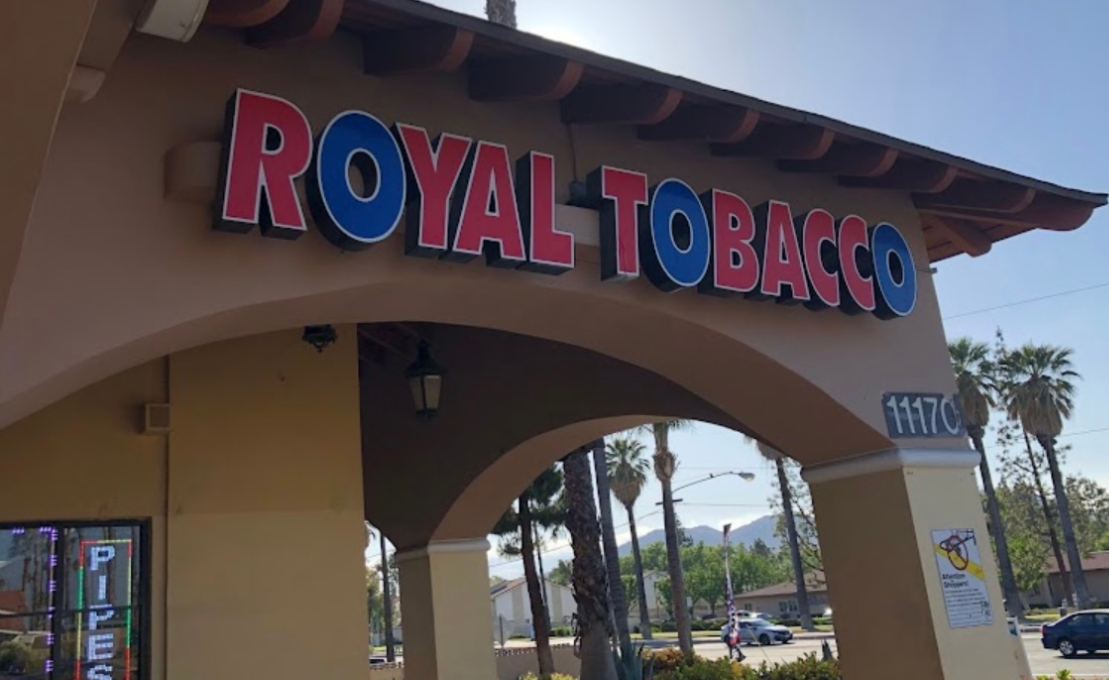 ROYAL TOBACCO
11170
PIPES
Attention
Shoppers!